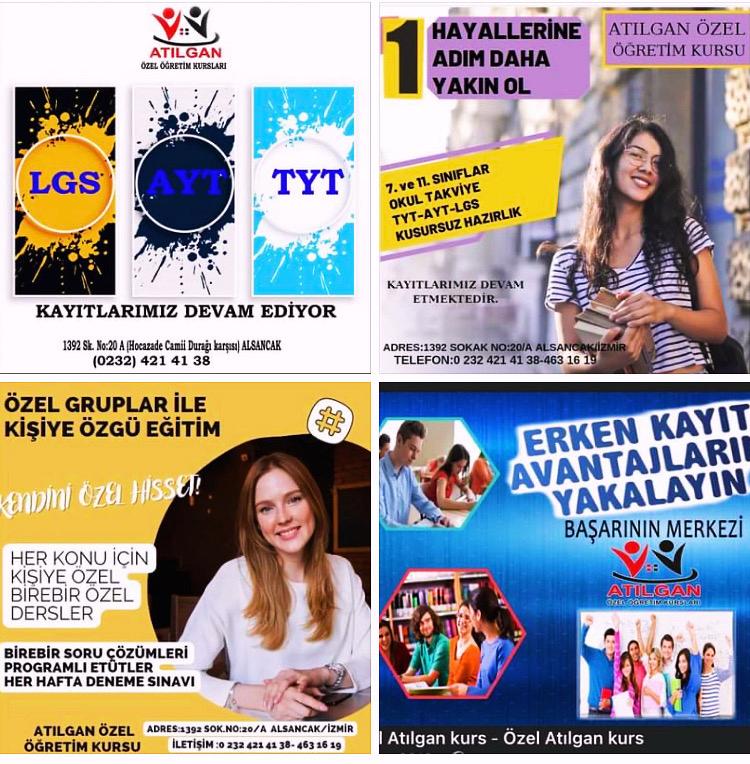 ATILGAN
ÖZEL ÖĞRETİM KURSLARI
LGS
AYT
TYT
KAYITLARIMIZ DEVAM EDİYOR
1392 Sk. No:20 A (Hocazade Camii Durağı karşısı) ALSANCAK
(0232) 421 41 38
1 HAYALLERİNE
ADIM DAHA
YAKIN OL
ATILGAN ÖZEL
ÖĞRETİM KURSU
7. ve 11. SINIFLAR
OKUL TAKVİYE
TYT-AYT-LGS
KUSURSUZ HAZIRLIK
KAYITLARIMIZ DEVAM
ETMEKTEDİR.
ADRES:1392 SOKAK NO:20/A ALSANCAK/İZMİR
TELEFON:0 232 421 41 38-463 16 19
ÖZEL GRUPLAR İLE
KİŞİYE ÖZGÜ EĞİTİM
#
KENDİNİ ÖZEL HİSSET!
HER KONU İÇİN
KİŞİYE ÖZEL
BİREBİR ÖZEL
DERSLER
BİREBİR SORU ÇÖZÜMLERİ
PROGRAMLI ETÜTLER
HER HAFTA DENEME SINAVI
ATILGAN ÖZEL
ÖĞRETİM KURSU
ADRES:1392 SOK.NO:20/A ALSANCAK/İZMİR
İLETİŞİM :0 232 421 41 38- 463 16 19
ERKEN KAYIT
AVANTAJLARI
YAKALAYIN
BAŞARININ MERKEZİ
ATILGAN
ÖZEL ÖĞRETİM KURSLARI
l Atılgan kurs - Özel Atılgan kurs